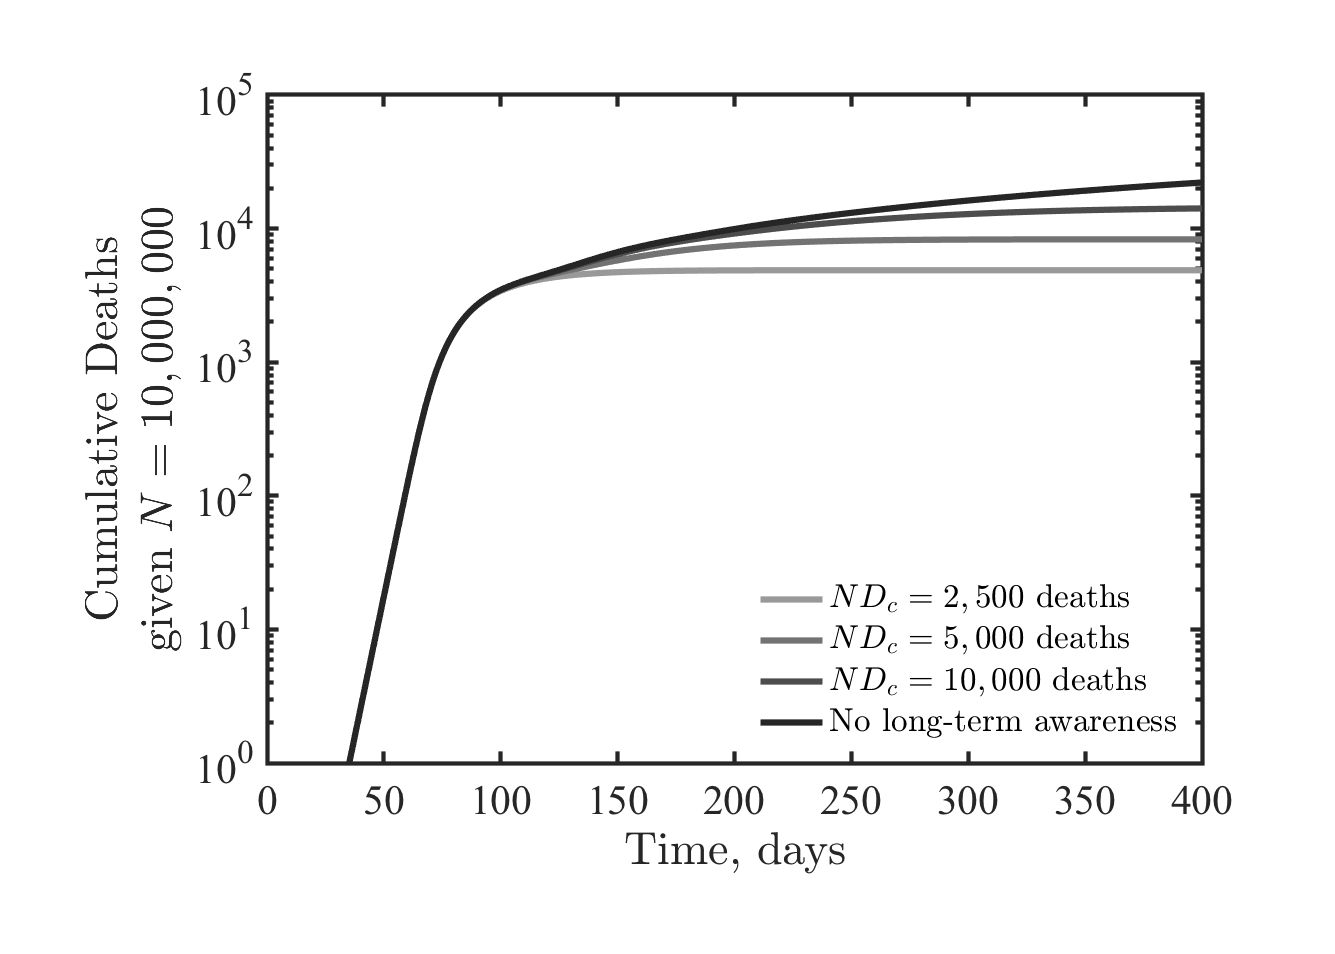 Cumulative Deaths
given N = 10, 000, 000
10^5
10^4
10^3
10^2
10^1
10^0
0 50 100 150 200 250 300 350 400
Time, days
ND_c = 2, 500 deaths
ND_c = 5, 000 deaths
ND_c = 10, 000 deaths
No long-term awareness